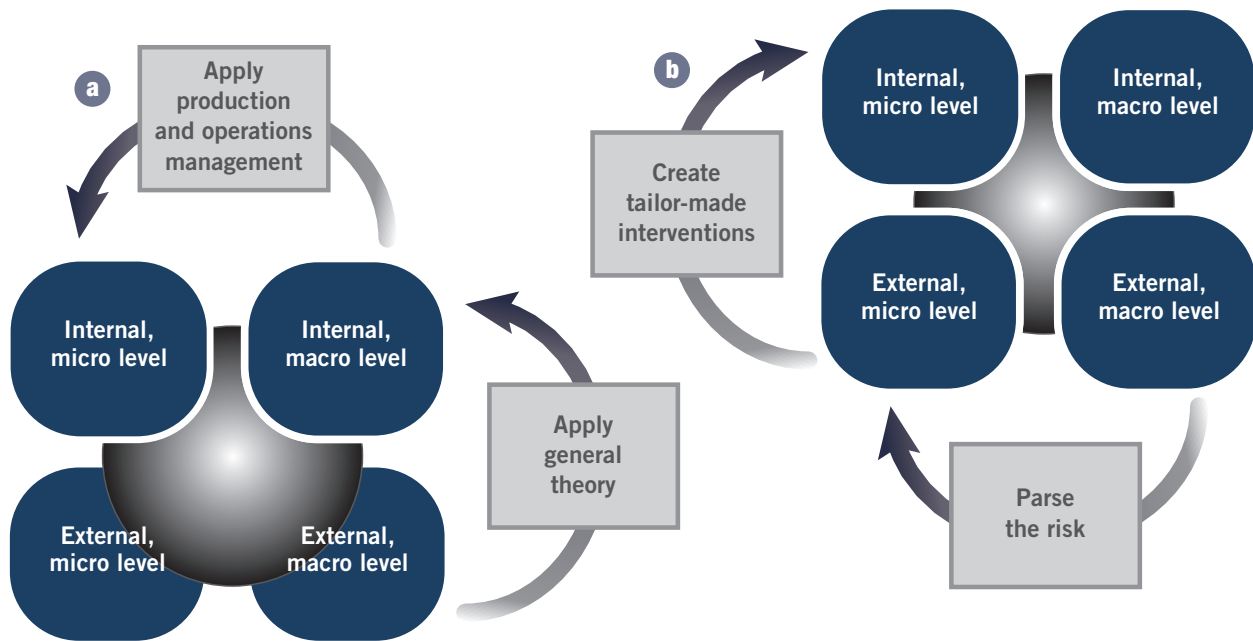 a
Apply
production
and operations
management
Internal,
micro level
Internal,
macro level
External,
micro level
External,
macro level
Apply
general
theory
b
Create
tailor-made
interventions
Internal,
micro level
Internal,
macro level
External,
micro level
External,
macro level
Parse
the risk